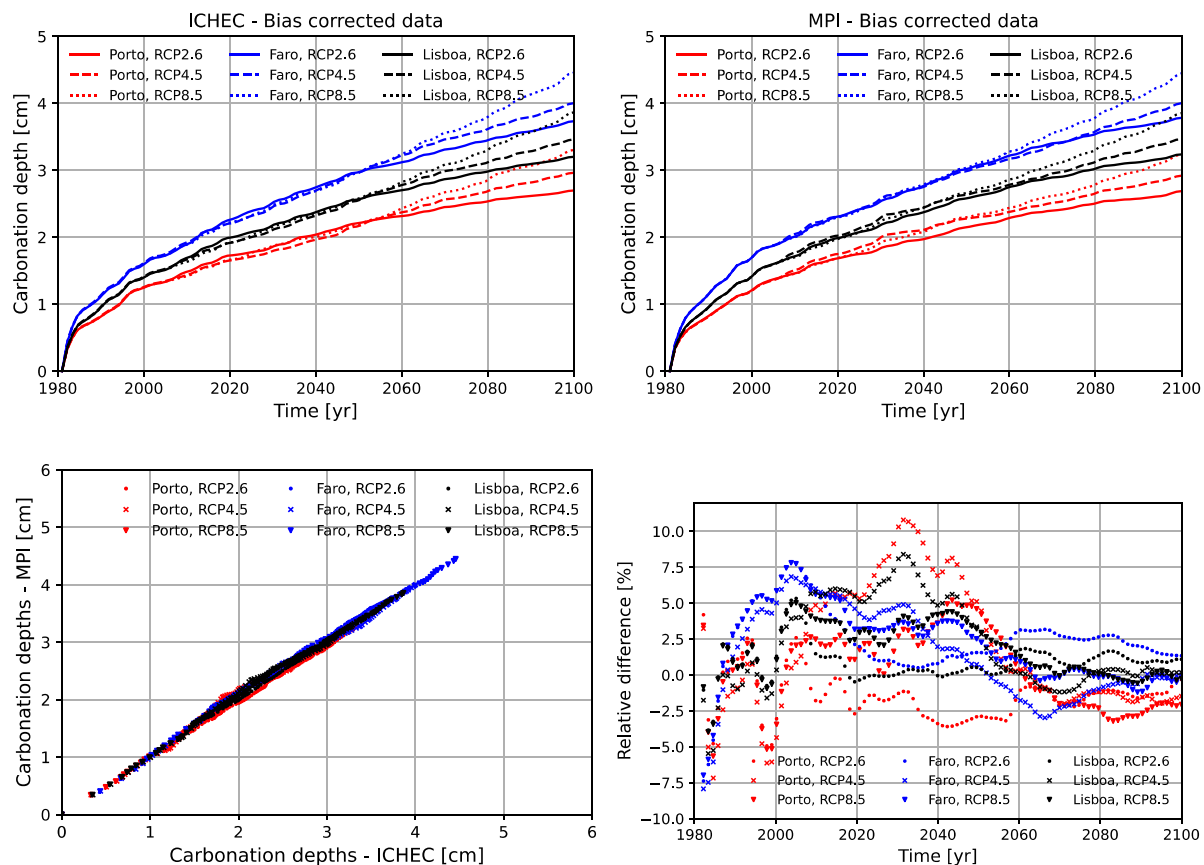 ICHEC - Bias corrected data
Porto, RCP2.6 Faro, RCP2.6 Lisboa, RCP2.6
Porto, RCP4.5 Faro, RCP4.5 Lisboa, RCP4.5
Porto, RCP8.5 Faro, RCP8.5 Lisboa, RCP8.5
Carbonation depth [cm]
5
4
3
2
1
0
1980 2000 2020 2040 2060 2080 2100
Time [yr]
MPI - Bias corrected data
Porto, RCP2.6 Faro, RCP2.6 Lisboa, RCP2.6
Porto, RCP4.5 Faro, RCP4.5 Lisboa, RCP4.5
Porto, RCP8.5 Faro, RCP8.5 Lisboa, RCP8.5
Carbonation depth [cm]
5
4
3
2
1
0
1980 2000 2020 2040 2060 2080 2100
Time [yr]
Porto, RCP2.6 Faro, RCP2.6 Lisboa, RCP2.6
Porto, RCP4.5 Faro, RCP4.5 Lisboa, RCP4.5
Porto, RCP8.5 Faro, RCP8.5 Lisboa, RCP8.5
Carbonation depths - MPI [cm]
6
5
4
3
2
1
0
0 1 2 3 4 5 6
Carbonation depths - ICHEC [cm]
Relative difference [%]
10.0
7.5
5.0
2.5
0.0
−2.5
−5.0
−7.5
−10.0
Porto, RCP2.6 Faro, RCP2.6 Lisboa, RCP2.6
Porto, RCP4.5 Faro, RCP4.5 Lisboa, RCP4.5
Porto, RCP8.5 Faro, RCP8.5 Lisboa, RCP8.5
1980 2000 2020 2040 2060 2080 2100
Time [yr]